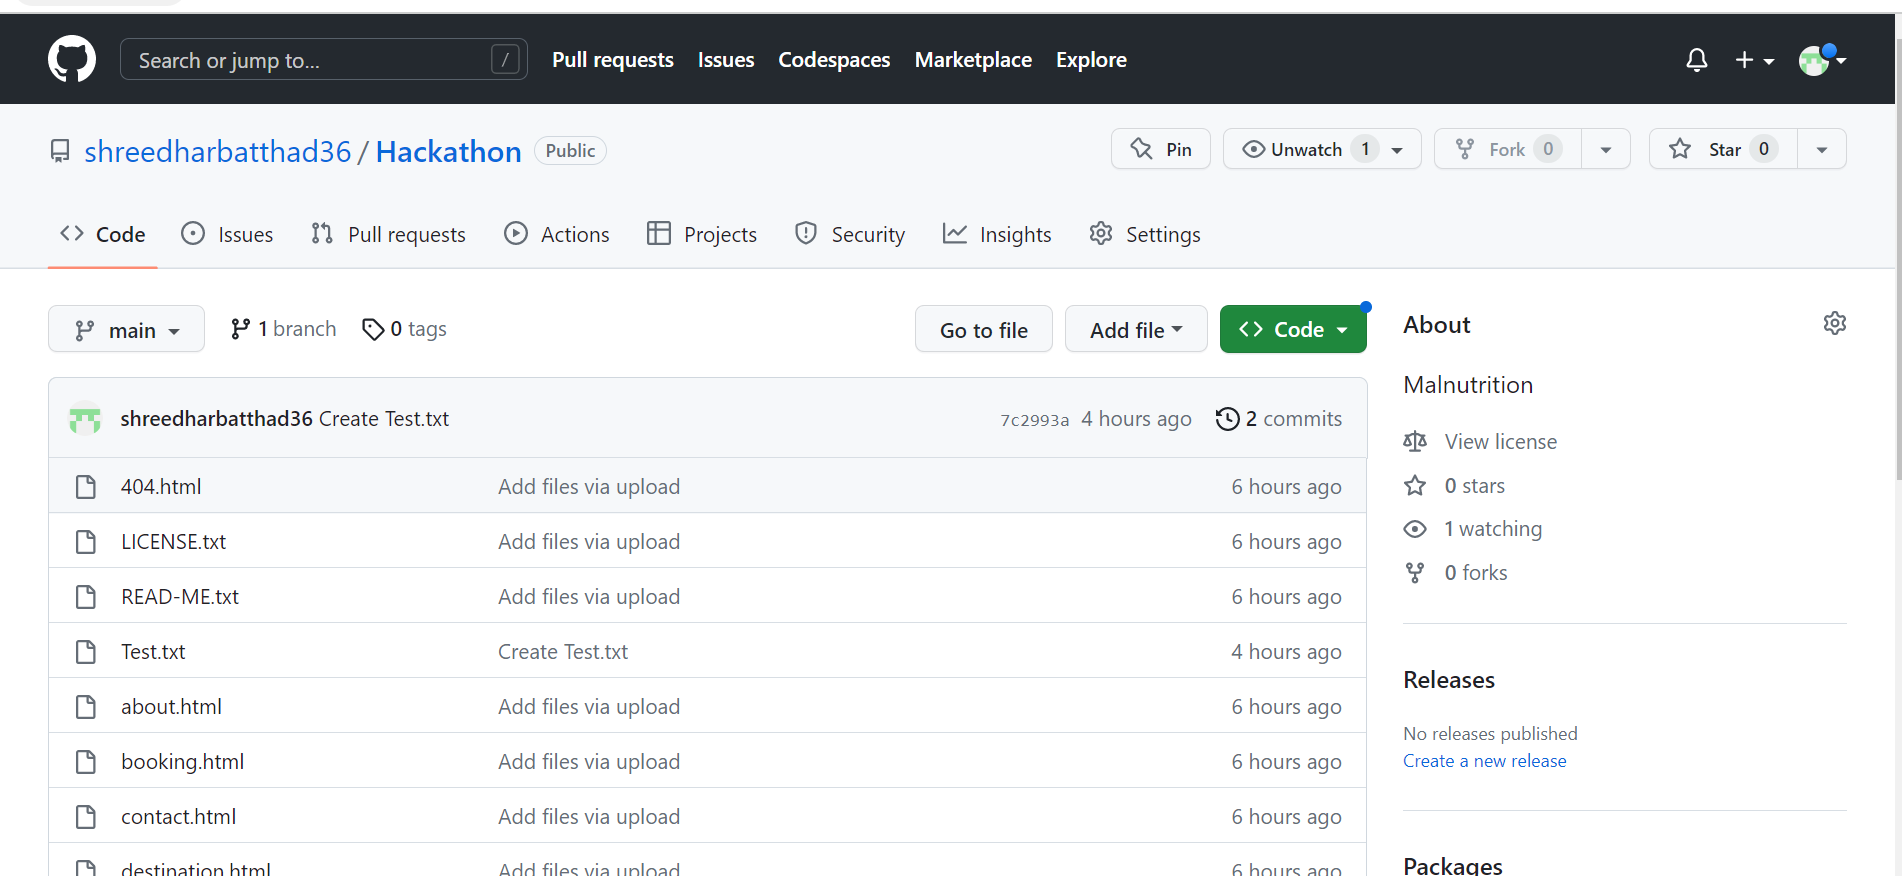 Search or jump to... /
Pull requests Issues Codespaces Marketplace Explore
shreedharbatthad36 / Hackathon Public
Pin Unwatch 1 Fork 0 Star 0
Code Issues Pull requests Actions Projects Security Insights Settings
main 1 branch 0 tags Go to file Add file Code
shreedharbatthad36 Create Test.txt 7c2993a 4 hours ago 2 commits
404.html Add files via upload 6 hours ago
LICENSE.txt Add files via upload 6 hours ago
READ-ME.txt Add files via upload 6 hours ago
Test.txt Create Test.txt 4 hours ago
about.html Add files via upload 6 hours ago
booking.html Add files via upload 6 hours ago
contact.html Add files via upload 6 hours ago
destination.html Add files via upload 6 hours ago
About
Malnutrition
View license
0 stars
1 watching
0 forks
Releases
No releases published
Create a new release
Packages